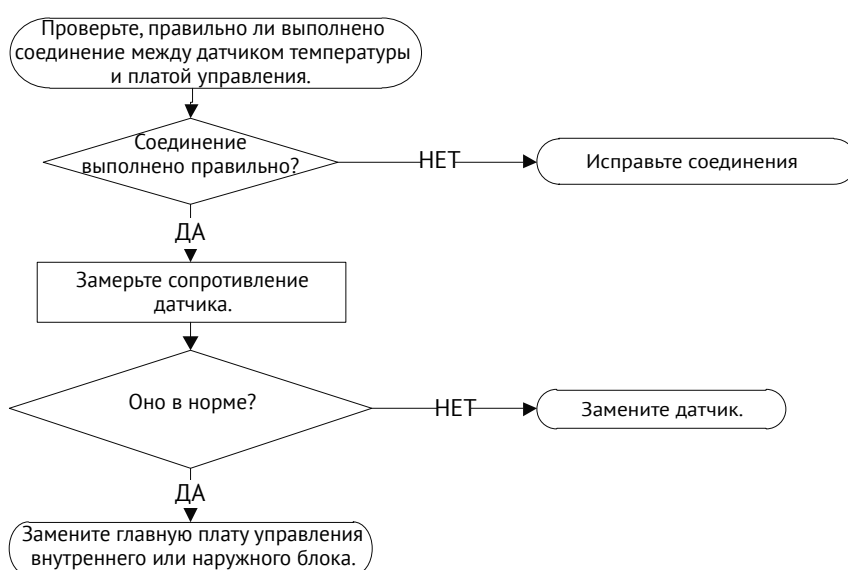 Проверьте, правильно ли выполнено
соединение между датчиком температуры
и платой управления.
Соединение
выполнено правильно?
НЕТ
Исправьте соединения
ДА
Замерьте сопротивление
датчика.
Оно в норме?
НЕТ
Замените датчик.
ДА
Замените главную плату управления
внутреннего или наружного блока.